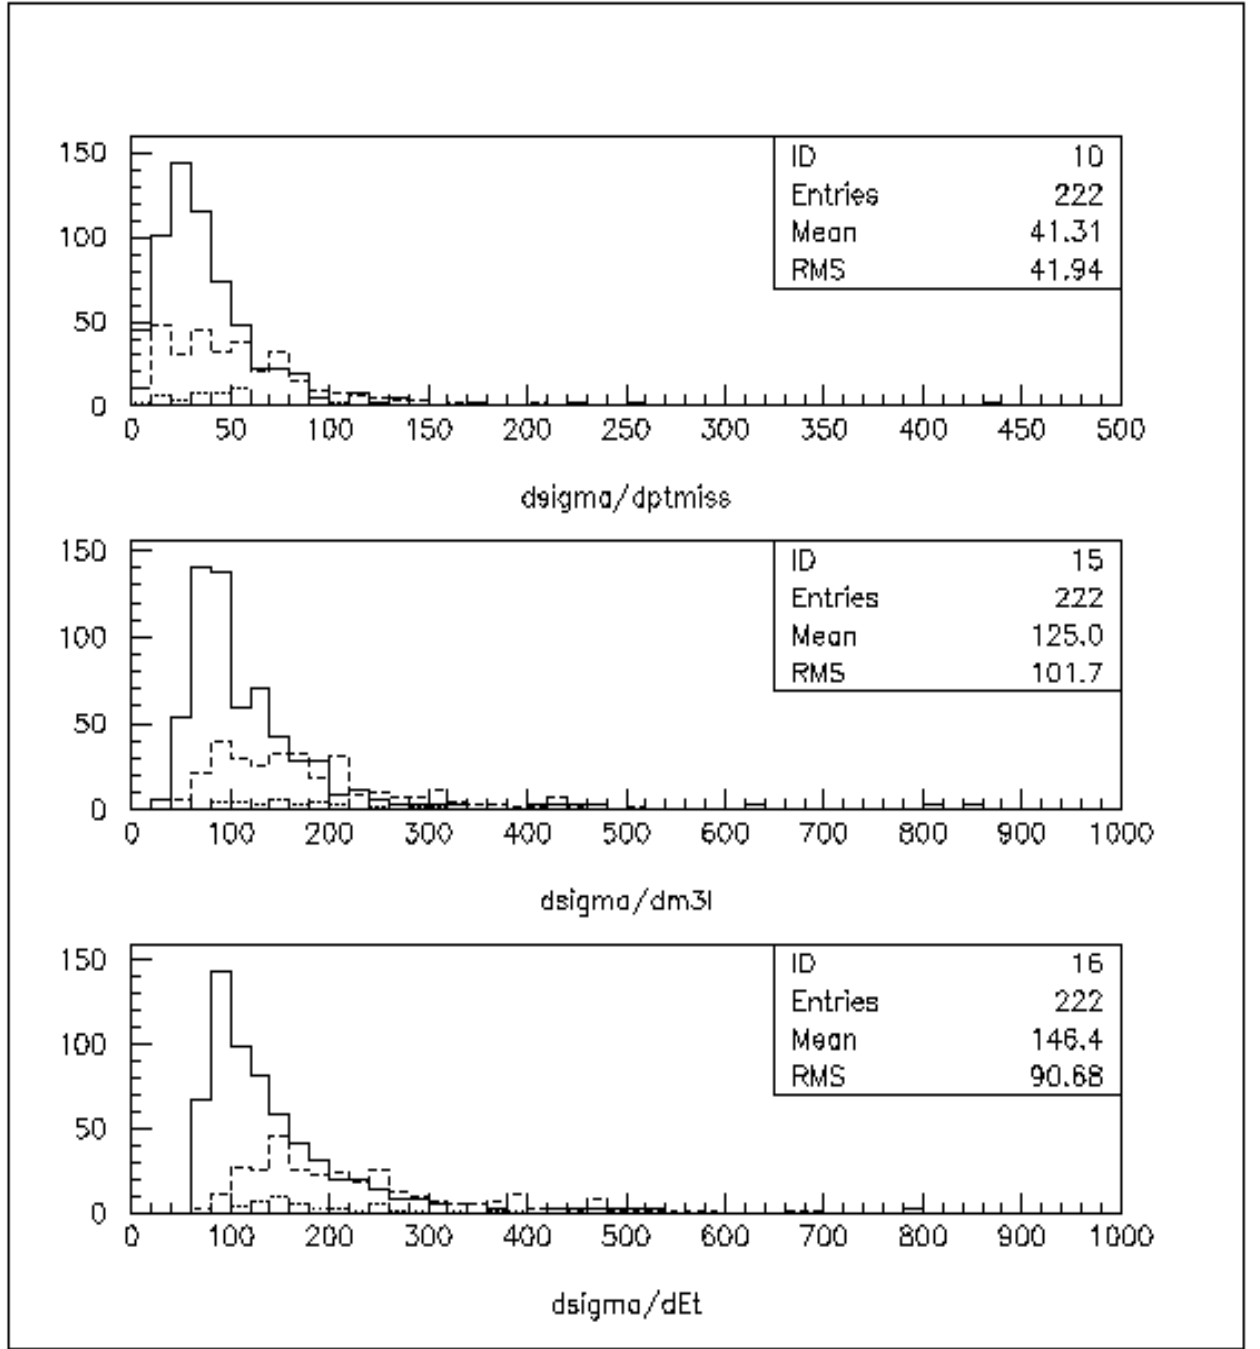 150
100
50
0
ID 10
Entries 222
Mean 41.31
RMS 41.94
0 50 100 150 200 250 300 350 400 450 500
dsigma/dptmiss
150
100
50
0
ID 15
Entries 222
Mean 125.0
RMS 101.7
0 100 200 300 400 500 600 700 800 900 1000
dsigma/dm3l
150
100
50
0
ID 16
Entries 222
Mean 146.4
RMS 90.68
0 100 200 300 400 500 600 700 800 900 1000
dsigma/dEt